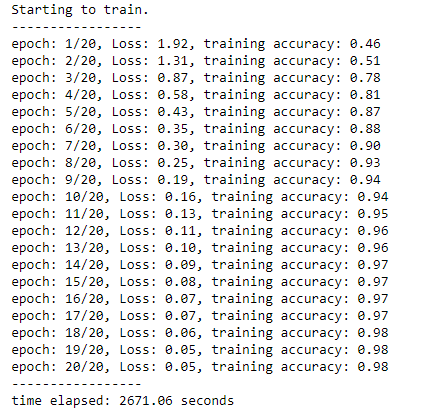 Starting to train.
-----------------
epoch: 1/20, Loss: 1.92, training accuracy: 0.46
epoch: 2/20, Loss: 1.31, training accuracy: 0.51
epoch: 3/20, Loss: 0.87, training accuracy: 0.78
epoch: 4/20, Loss: 0.58, training accuracy: 0.81
epoch: 5/20, Loss: 0.43, training accuracy: 0.87
epoch: 6/20, Loss: 0.35, training accuracy: 0.88
epoch: 7/20, Loss: 0.30, training accuracy: 0.90
epoch: 8/20, Loss: 0.25, training accuracy: 0.93
epoch: 9/20, Loss: 0.19, training accuracy: 0.94
epoch: 10/20, Loss: 0.16, training accuracy: 0.94
epoch: 11/20, Loss: 0.13, training accuracy: 0.95
epoch: 12/20, Loss: 0.11, training accuracy: 0.96
epoch: 13/20, Loss: 0.10, training accuracy: 0.96
epoch: 14/20, Loss: 0.09, training accuracy: 0.97
epoch: 15/20, Loss: 0.08, training accuracy: 0.97
epoch: 16/20, Loss: 0.07, training accuracy: 0.97
epoch: 17/20, Loss: 0.07, training accuracy: 0.97
epoch: 18/20, Loss: 0.06, training accuracy: 0.98
epoch: 19/20, Loss: 0.05, training accuracy: 0.98
epoch: 20/20, Loss: 0.05, training accuracy: 0.98
-----------------
time elapsed: 2671.06 seconds